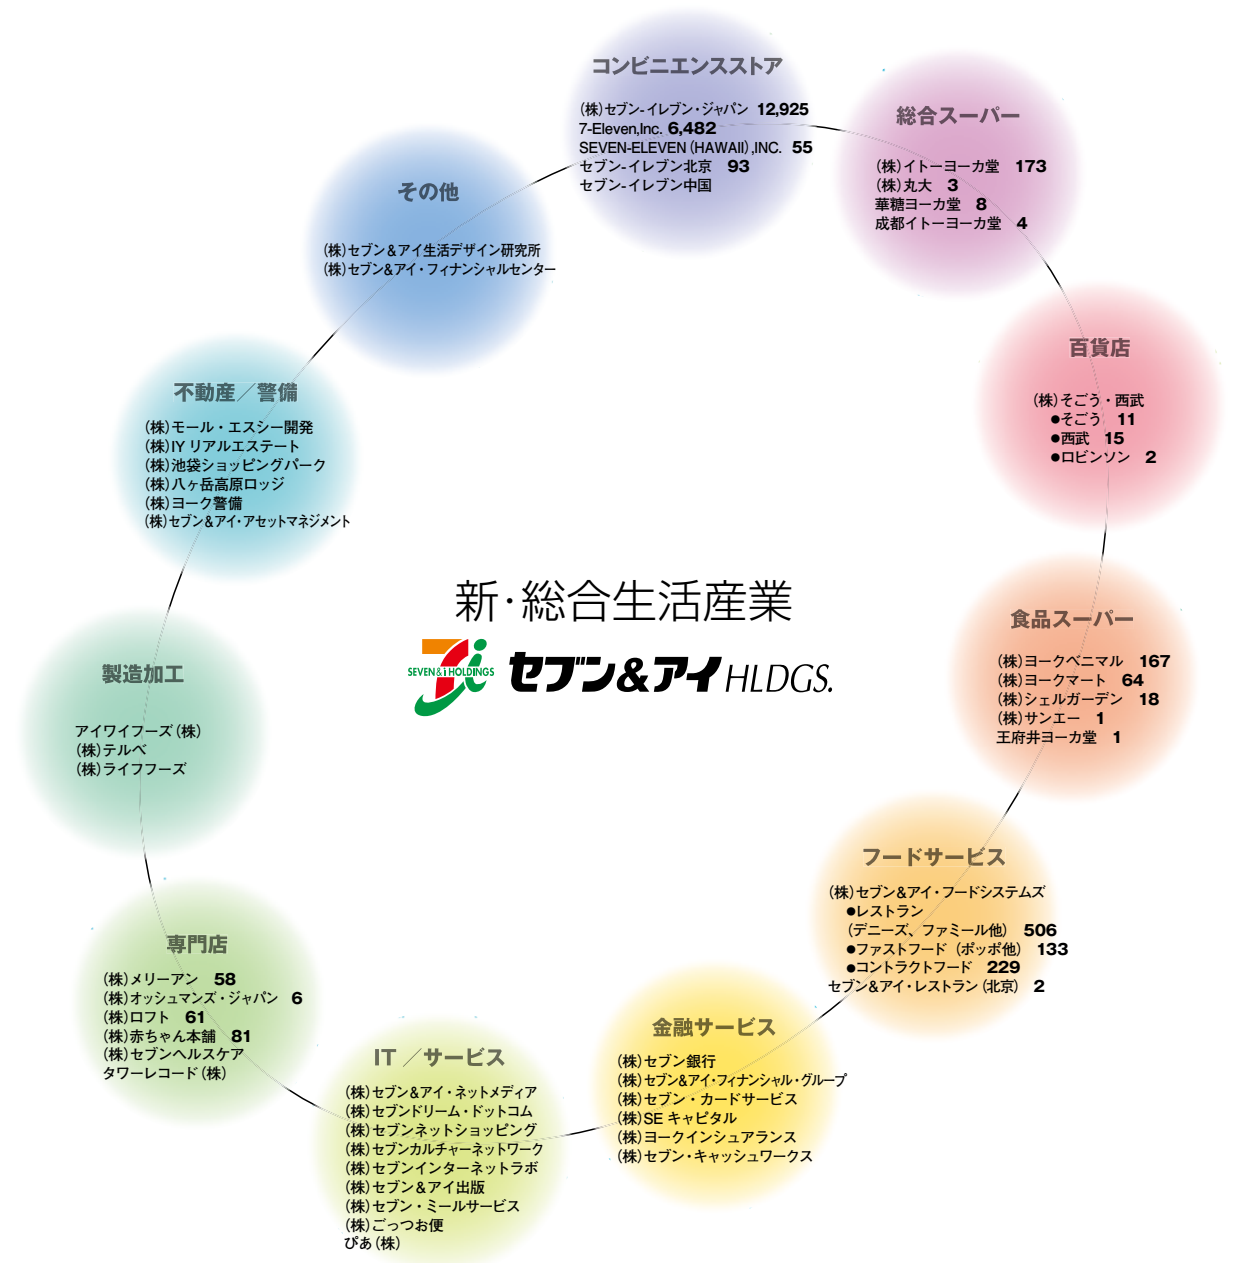 コンビニエンスストア
(株)セブン-イレブン・ジャパン 12,925
7-Eleven,Inc. 6,482
SEVEN-ELEVEN (HAWAII) ,INC. 55
セブン-イレブン北京 93
セブン-イレブン中国
総合スーパー
(株)イトーヨーカ堂 173
(株)丸大 3
華糖ヨーカ堂 8
成都イトーヨーカ堂 4
百貨店
(株)そごう・西武
●そごう 11
●西武 15
●ロビンソン 2
食品スーパー
(株)ヨークベニマル 167
(株)ヨークマート 64
(株)シェルガーデン 18
(株)サンエー 1
王府井ヨーカ堂 1
フードサービス
(株)セブン&アイ・フードシステムズ
●レストラン
(デニーズ、ファミール他) 506
●ファストフード (ポッポ他) 133
●コントラクトフード 229
セブン&アイ・レストラン(北京) 2
金融サービス
(株)セブン銀行
(株)セブン&アイ・フィナンシャル・グループ
(株)セブン・カードサービス
(株)SE キャピタル
(株)ヨークインシュアランス
(株)セブン・キャッシュワークス
IT／サービス
(株)セブン&アイ・ネットメディア
(株)セブンドリーム・ドットコム
(株)セブンネットショッピング
(株)セブンカルチャーネットワーク
(株)セブンインターネットラボ
(株)セブン&アイ出版
(株)セブン・ミールサービス
(株)ごっつお便
ぴあ(株)
専門店
(株)メリーアン 58
(株)オッシュマンズ・ジャパン 6
(株)ロフト 61
(株)赤ちゃん本舗 81
(株)セブンヘルスケア
タワーレコード(株)
製造加工
アイワイフーズ(株)
(株)テルベ
(株)ライフフーズ
不動産／警備
(株)モール・エスシー開発
(株)IY リアルエステート
(株)池袋ショッピングパーク
(株)八ヶ岳高原ロッジ
(株)ヨーク警備
(株)セブン&アイ・アセットマネジメント
その他
(株)セブン&アイ生活デザイン研究所
(株)セブン&アイ・フィナンシャルセンター
新・総合生活産業
SEVEN & i HOLDINGS
セブン&アイ HLDGS.